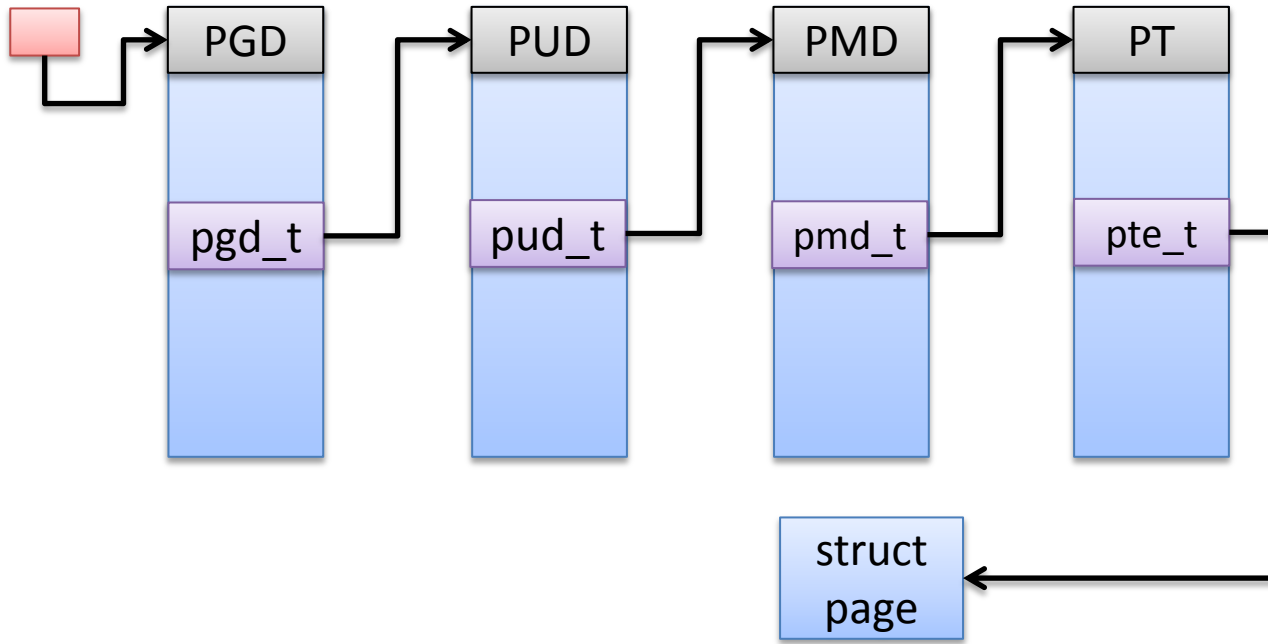 PGD
PUD
PMD
PT
pgd_t
pud_t
pmd_t
pte_t
struct
page